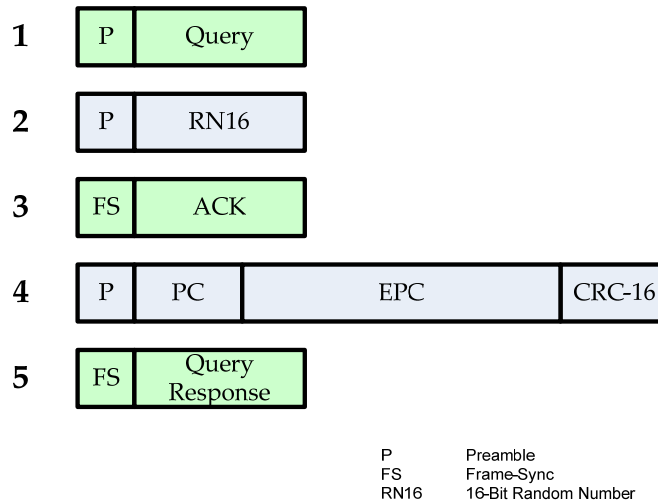 1 P Query
2 P RN16
3 FS ACK
4 P PC EPC CRC-16
5 FS Query
Response
P Preamble
FS Frame-Sync
RN16 16-Bit Random Number